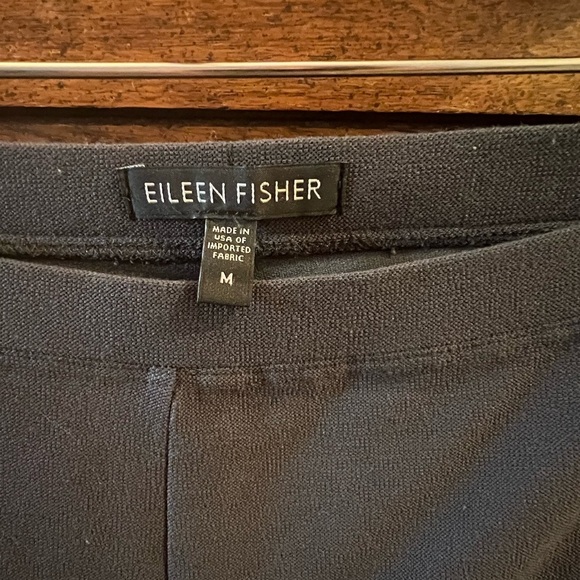 EILEEN FISHER
MADE IN
USA OF
IMPORTED
FABRIC
M